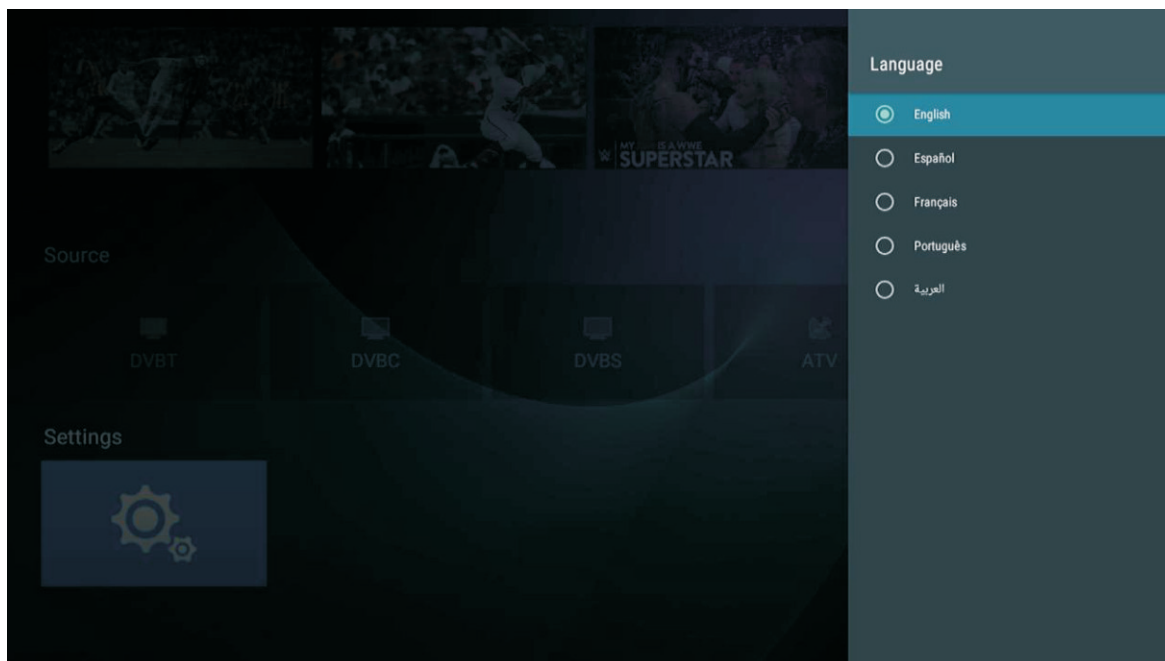 MY IS A WWE
SUPERSTAR
Source
DVBT
DVBC
DVBS
ATV
Settings
Language
English
Español
Français
Português
العربية